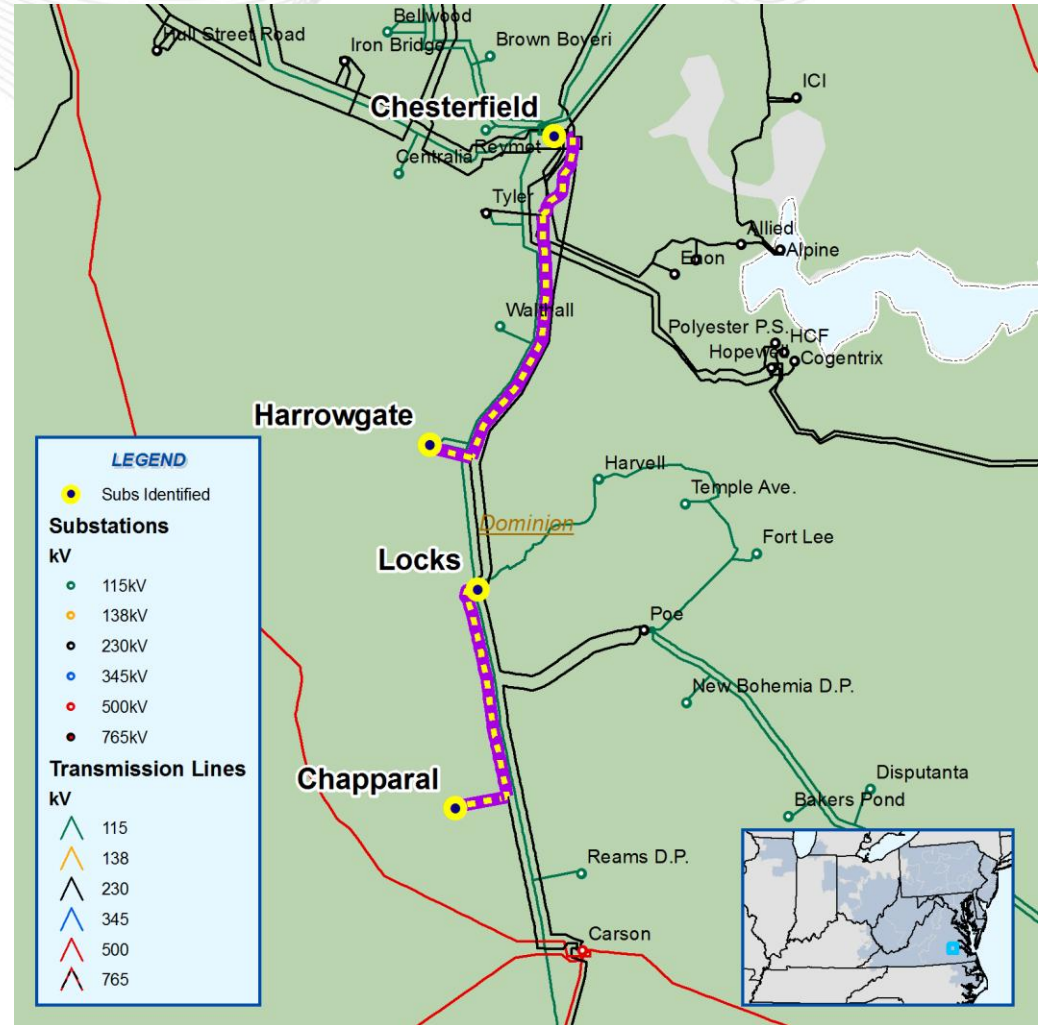 Bellwood
Hull Street Road
Iron Bridge
Brown Boveri
ICI
Chesterfield
Reymet
Centralia
Tyler
Allied
Alpine
Enon
Walthall
Polyester P.S.
HCF
Hopewell
Cogentrix
Harrowgate
Harvell
Temple Ave.
Dominion
Fort Lee
Locks
Poe
New Bohemia D.P.
Chapparal
Disputanta
Bakers Pond
Reams D.P.
Carson
LEGEND
Subs Identified
Substations
kV
115kV
138kV
230kV
345kV
500kV
765kV
Transmission Lines
kV
115
138
230
345
500
765